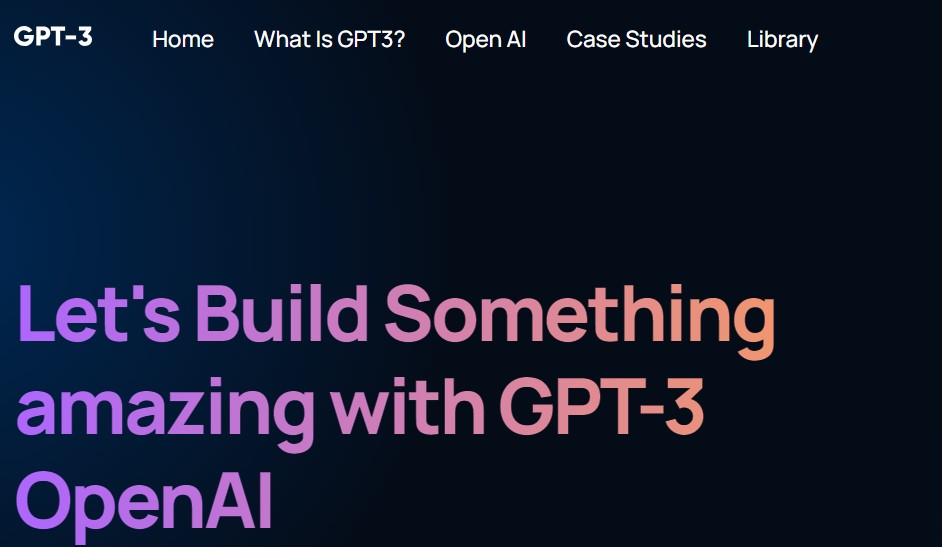 GPT-3 Home What Is GPT3? Open AI Case Studies Library
Let's Build Something
amazing with GPT-3
OpenAI